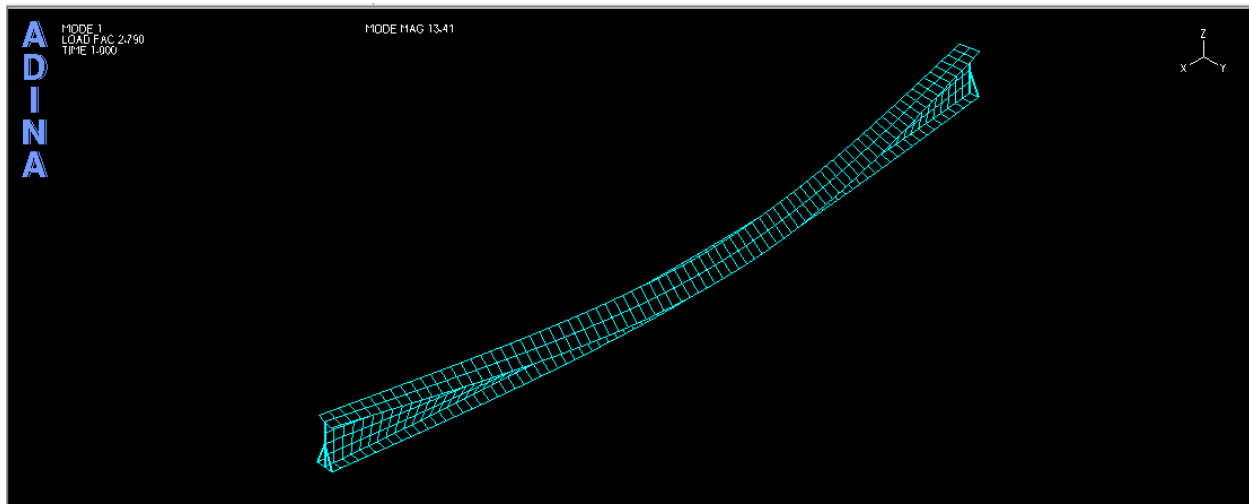 ADINA
MODE 1
LOAD FAC 2.790
TIME 1.000
MODE MAG 13.41
Z
X
Y